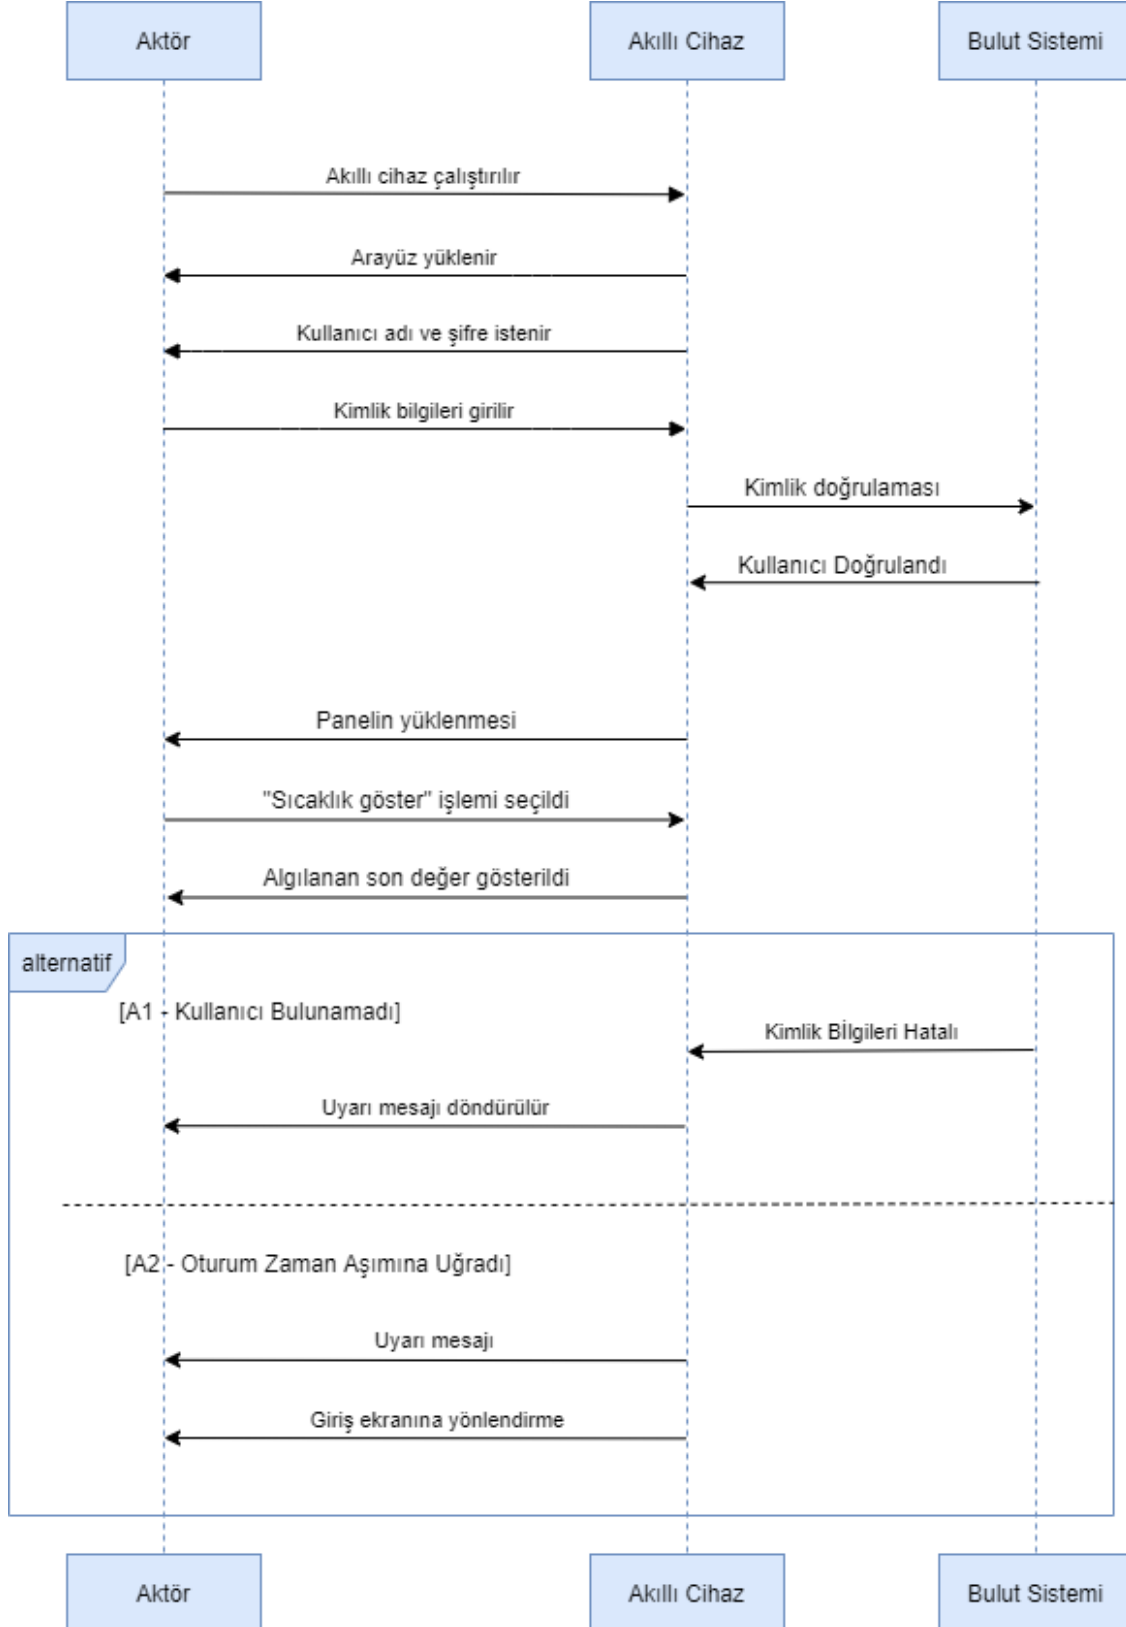 Aktör
Akıllı Cihaz
Bulut Sistemi
Akıllı cihaz çalıştırılır
Arayüz yüklenir
Kullanıcı adı ve şifre istenir
Kimlik bilgileri girilir
Kimlik doğrulaması
Kullanıcı Doğrulandı
Panelin yüklenmesi
"Sıcaklık göster" işlemi seçildi
Algılanan son değer gösterildi
alternatif
[A1 - Kullanıcı Bulunamadı]
Kimlik Bİlgileri Hatalı
Uyarı mesajı döndürülür
[A2 - Oturum Zaman Aşımına Uğradı]
Uyarı mesajı
Giriş ekranına yönlendirme
Aktör
Akıllı Cihaz
Bulut Sistemi